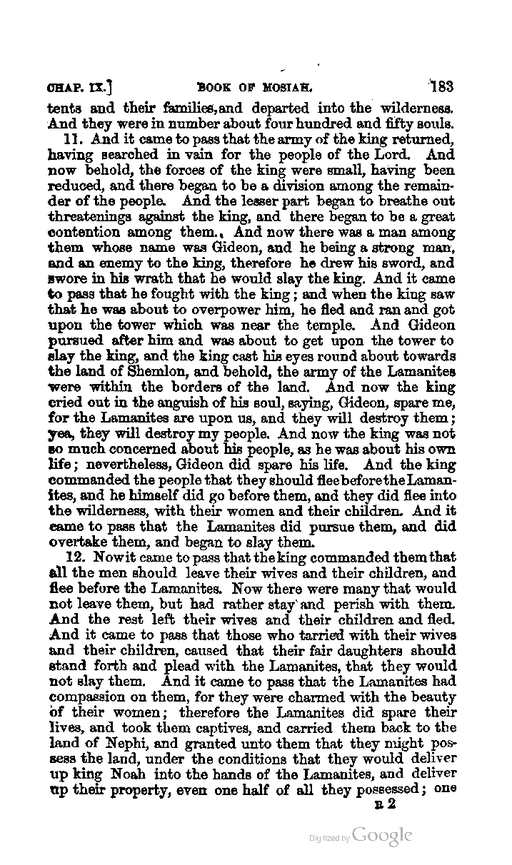 CHAP. IX.] BOOK OF MOSIAH. 183
tents and their families, and departed into the wilderness.
And they were in number about four hundred and fifty souls.
11. And it came to pass that the army of the king returned,
having searched in vain for the people of the Lord. And
now behold, the forces of the king were small, having been
reduced, and there began to be a division among the remain-
der of the people. And the lesser part began to breathe out
threatenings against the king, and there began to be a great
contention among them. And now there was a man among
them whose name was Gideon, and he being a strong man,
and an enemy to the king, therefore he drew his sword, and
swore in his wrath that he would slay the king. And it came
to pass that he fought with the king; and when the king saw
that he was about to overpower him, he fled and ran and got
upon the tower which was near the temple. And Gideon
pursued after him and was about to get upon the tower to
slay the king, and the king cast his eyes round about towards
the land of Shemlon, and behold, the army of the Lamanites
were within the borders of the land. And now the king
cried out in the anguish of his soul, saying, Gideon, spare me,
for the Lamanites are upon us, and they will destroy them;
yea, they will destroy my people. And now the king was not
so much concerned about his people, as he was about his own
life; nevertheless, Gideon did spare his life. And the king
commanded the people that they should flee before the Laman-
ites, and he himself did go before them, and they did flee into
the wilderness, with their women and their children. And it
came to pass that the Lamanites did pursue them, and did
overtake them, and began to slay them.
12. Now it came to pass that the king commanded them that
all the men should leave their wives and their children, and
flee before the Lamanites. Now there were many that would
not leave them, but had rather stay and perish with them.
And the rest left their wives and their children and fled.
And it came to pass that those who tarried with their wives
and their children, caused that their fair daughters should
stand forth and plead with the Lamanites, that they would
not slay them. And it came to pass that the Lamanites had
compassion on them, for they were charmed with the beauty
of their women; therefore the Lamanites did spare their
lives, and took them captives, and carried them back to the
land of Nephi, and granted unto them that they might pos-
sess the land, under the conditions that they would deliver
up king Noah into the hands of the Lamanites, and deliver
up their property, even one half of all they possessed; one
R 2
Digitized by Google